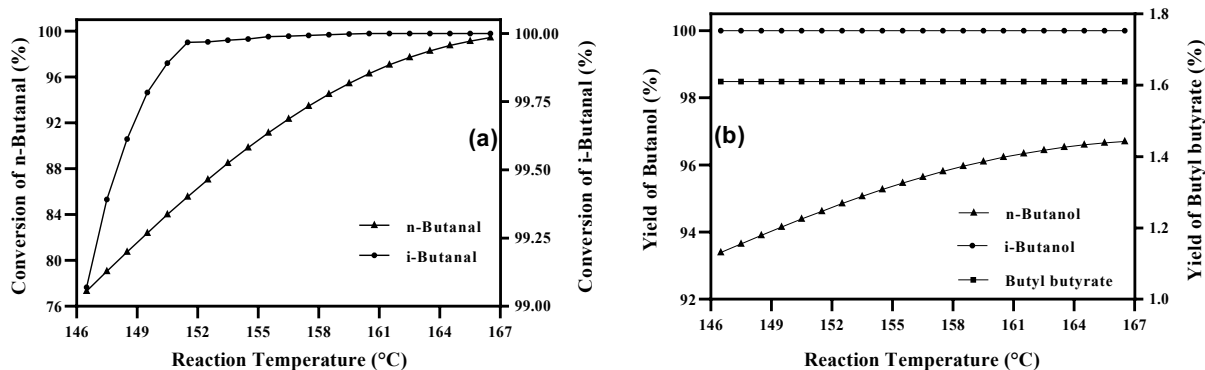 100
96
92
88
84
80
76
Conversion of n-Butanal (%)
100.00
99.75
99.50
99.25
99.00
Conversion of i-Butanal (%)
(a)
n-Butanal
i-Butanal
146 149 152 155 158 161 164 167
Reaction Temperature (°C)
100
98
96
94
92
Yield of Butanol (%)
1.8
1.6
1.4
1.2
1.0
Yield of Butyl butyrate (%)
(b)
n-Butanol
i-Butanol
Butyl butyrate
146 149 152 155 158 161 164 167
Reaction Temperature (°C)